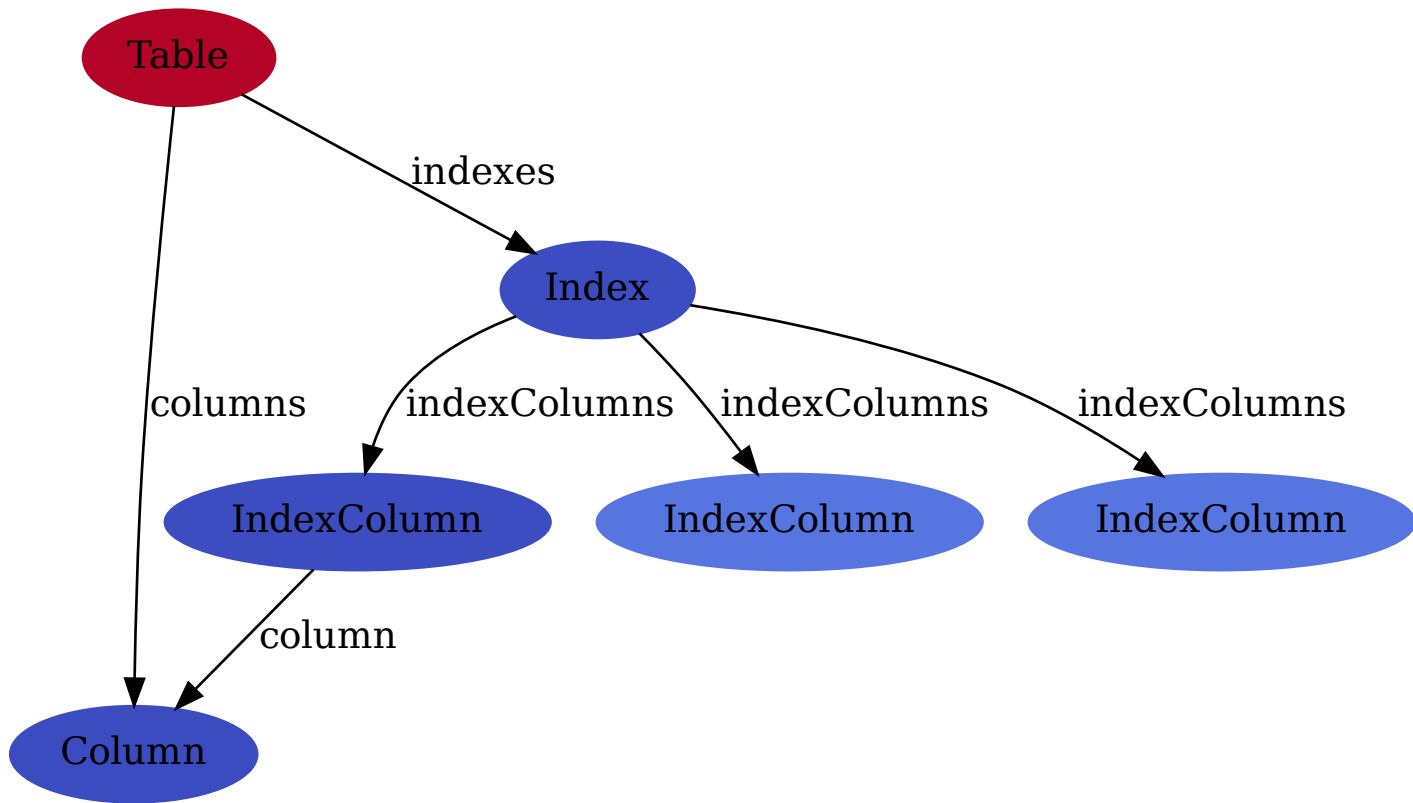 Table
indexes
Index
columns
indexColumns
indexColumns
indexColumns
IndexColumn
IndexColumn
IndexColumn
column
Column